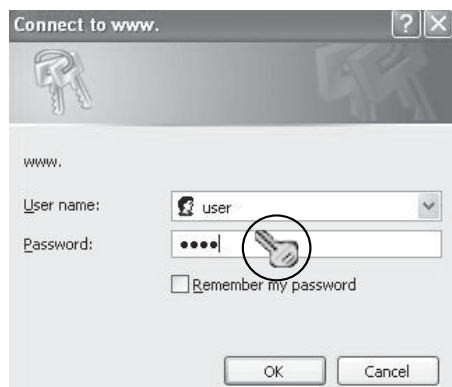 Connect to www.
www.
User name:
user
Password:
••••
Remember my password
OK
Cancel